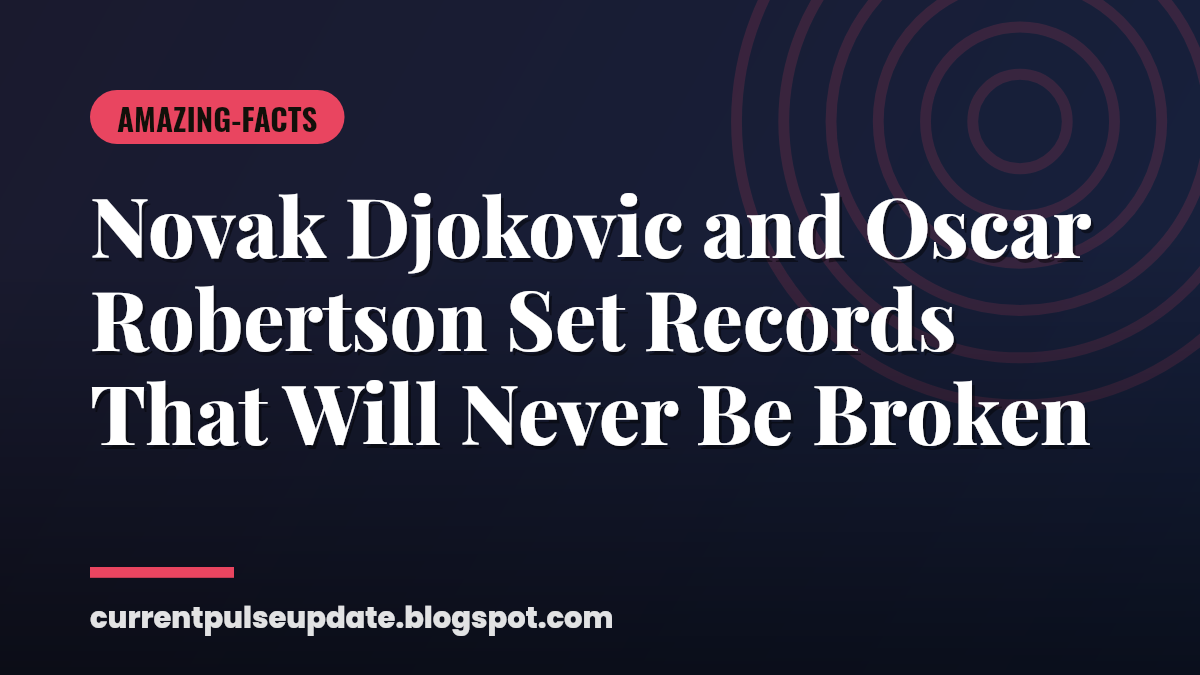 AMAZING-FACTS
Novak Djokovic and Oscar
Robertson Set Records
That Will Never Be Broken
currentpulseupdate.blogspot.com